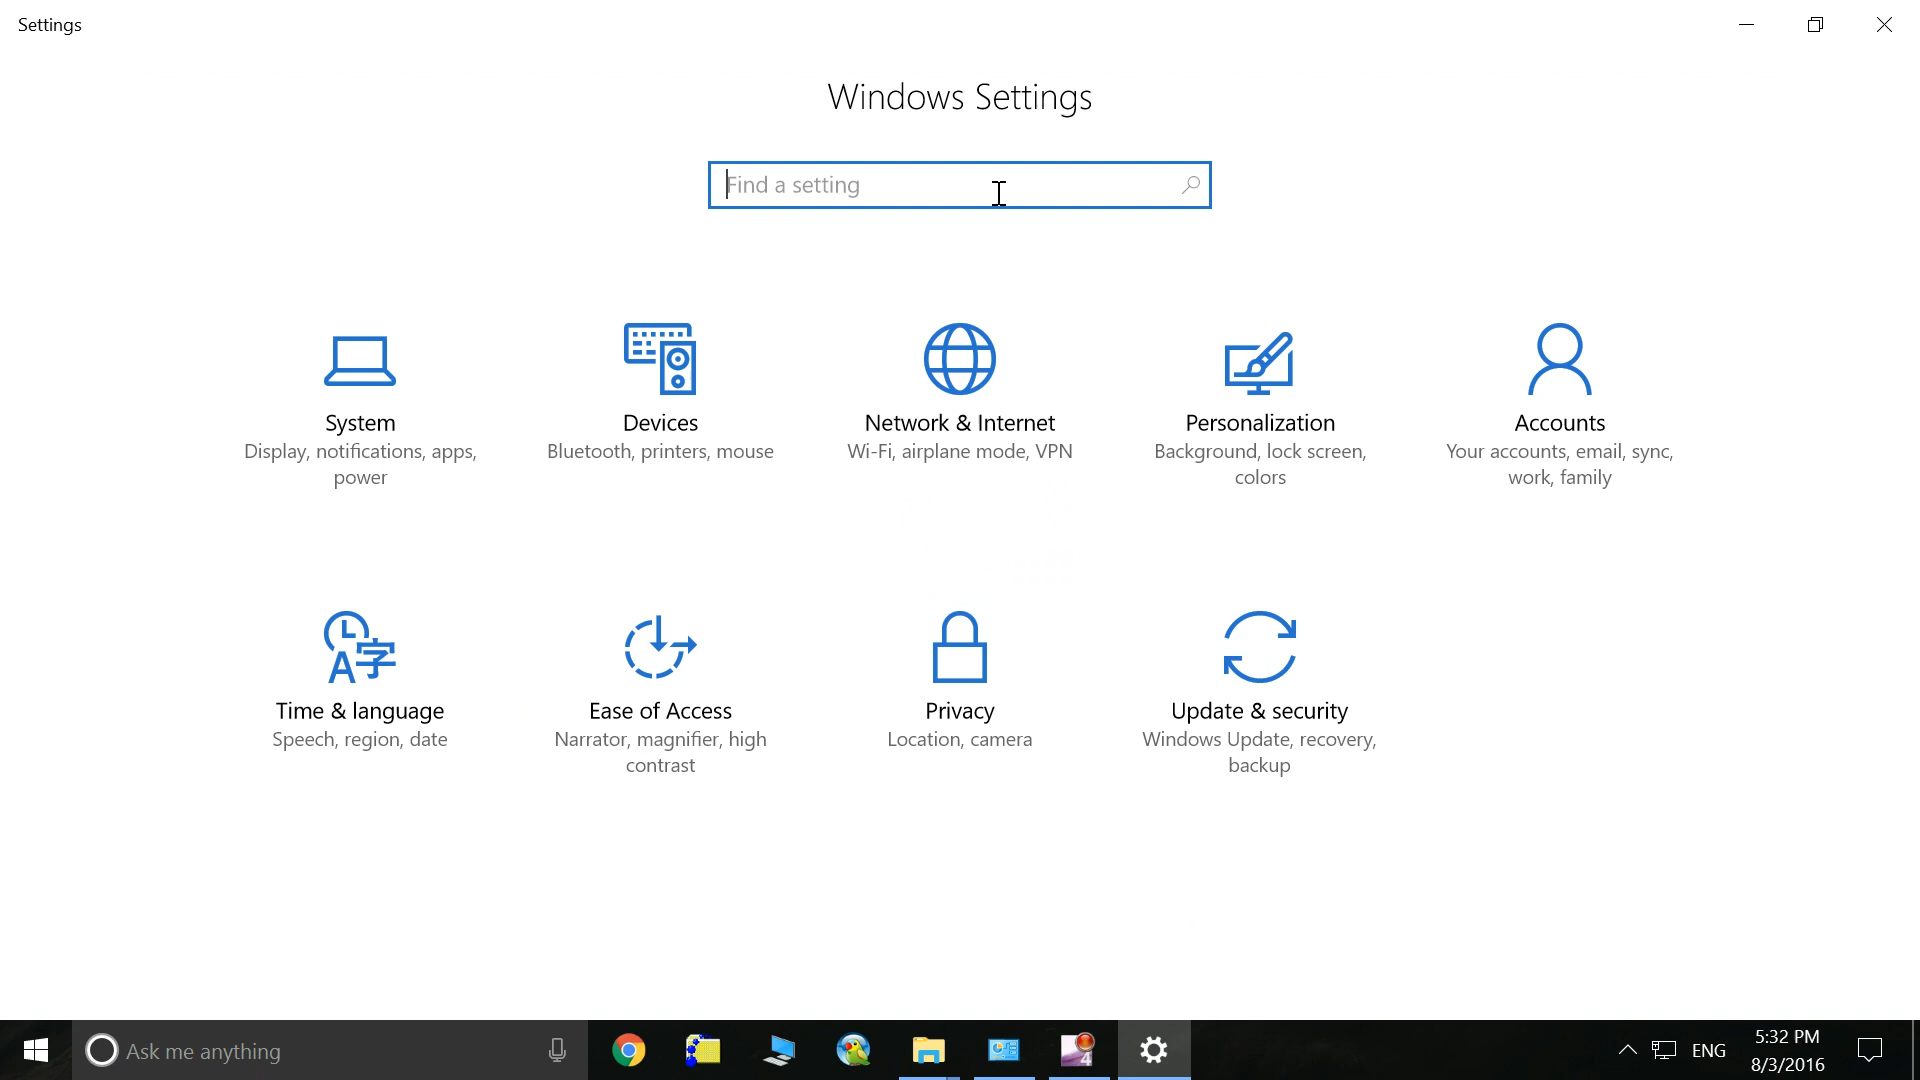 Settings
Windows Settings
Find a setting
System
Display, notifications, apps,
power
Devices
Bluetooth, printers, mouse
Network & Internet
Wi-Fi, airplane mode, VPN
Personalization
Background, lock screen,
colors
Accounts
Your accounts, email, sync,
work, family
A字
Time & language
Speech, region, date
Ease of Access
Narrator, magnifier, high
contrast
Privacy
Location, camera
Update & security
Windows Update, recovery,
backup
Ask me anything
4
ENG
5:32 PM
8/3/2016